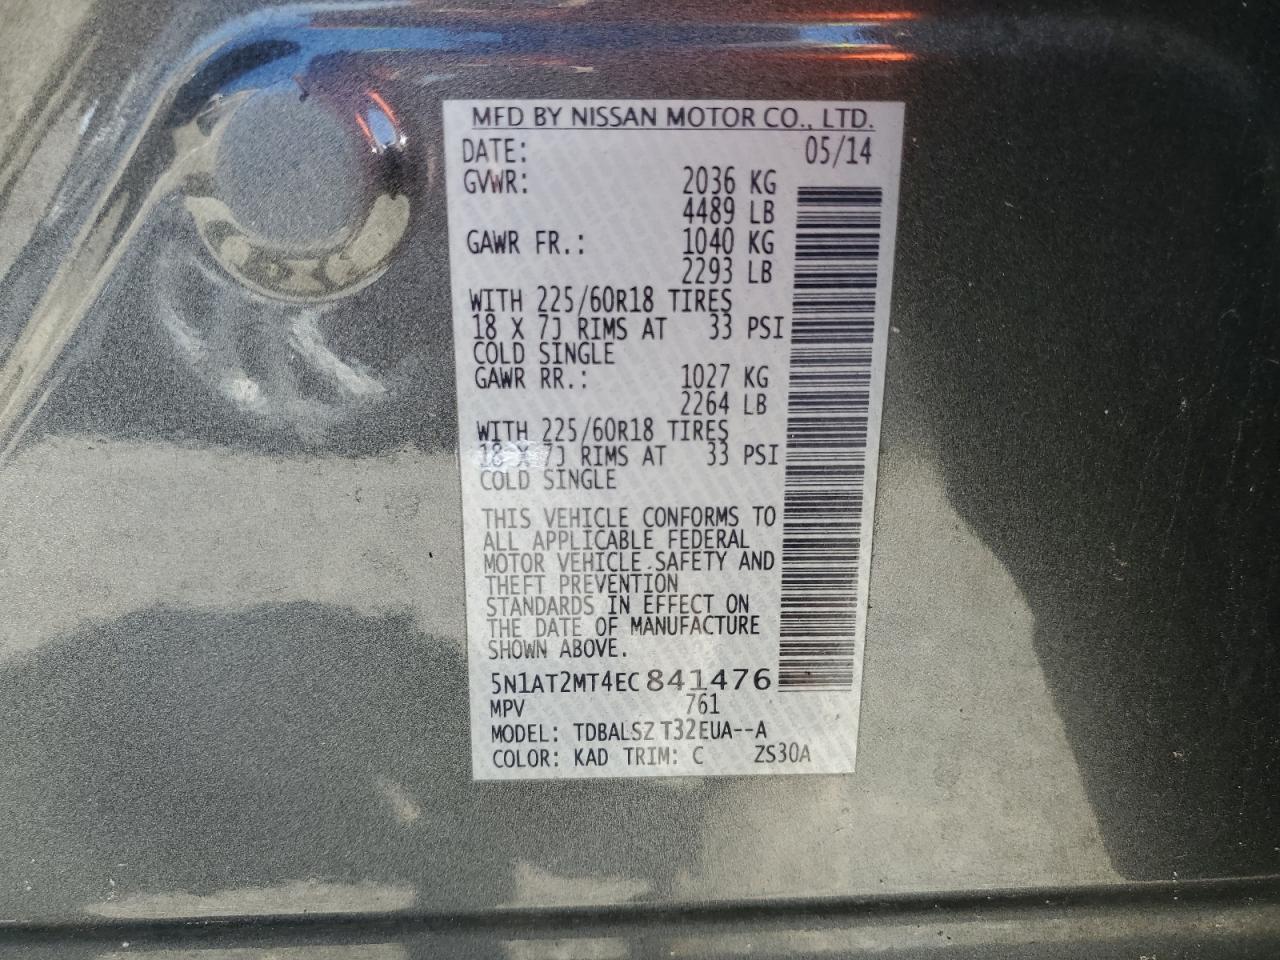 MFD BY NISSAN MOTOR CO., LTD.
DATE: 05/14
GVWR: 2036 KG
4489 LB
GAWR FR.: 1040 KG
2293 LB
WITH 225/60R18 TIRES
18 X 7J RIMS AT 33 PSI
COLD SINGLE
GAWR RR.: 1027 KG
2264 LB
WITH 225/60R18 TIRES
18 X 7J RIMS AT 33 PSI
COLD SINGLE
THIS VEHICLE CONFORMS TO
ALL APPLICABLE FEDERAL
MOTOR VEHICLE SAFETY AND
THEFT PREVENTION
STANDARDS IN EFFECT ON
THE DATE OF MANUFACTURE
SHOWN ABOVE.
5N1AT2MT4EC841476
MPV 761
MODEL: TDBALSZ T32EUA--A
COLOR: KAD TRIM: C ZS30A